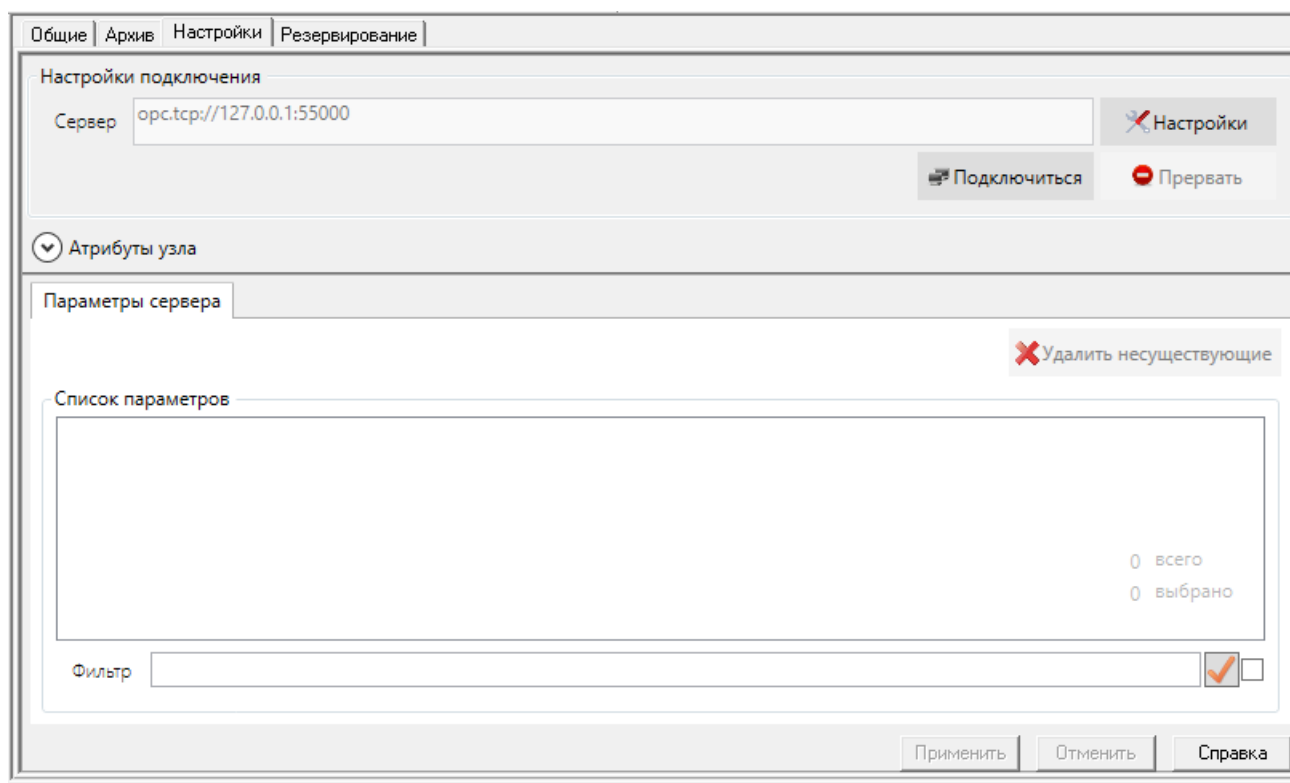 Общие Архив Настройки Резервирование
Настройки подключения
Сервер opc.tcp://127.0.0.1:55000 Настройки
Подключиться Прервать
Атрибуты узла
Параметры сервера
Удалить несуществующие
Список параметров
0 всего
0 выбрано
Фильтр
Применить Отменить Справка